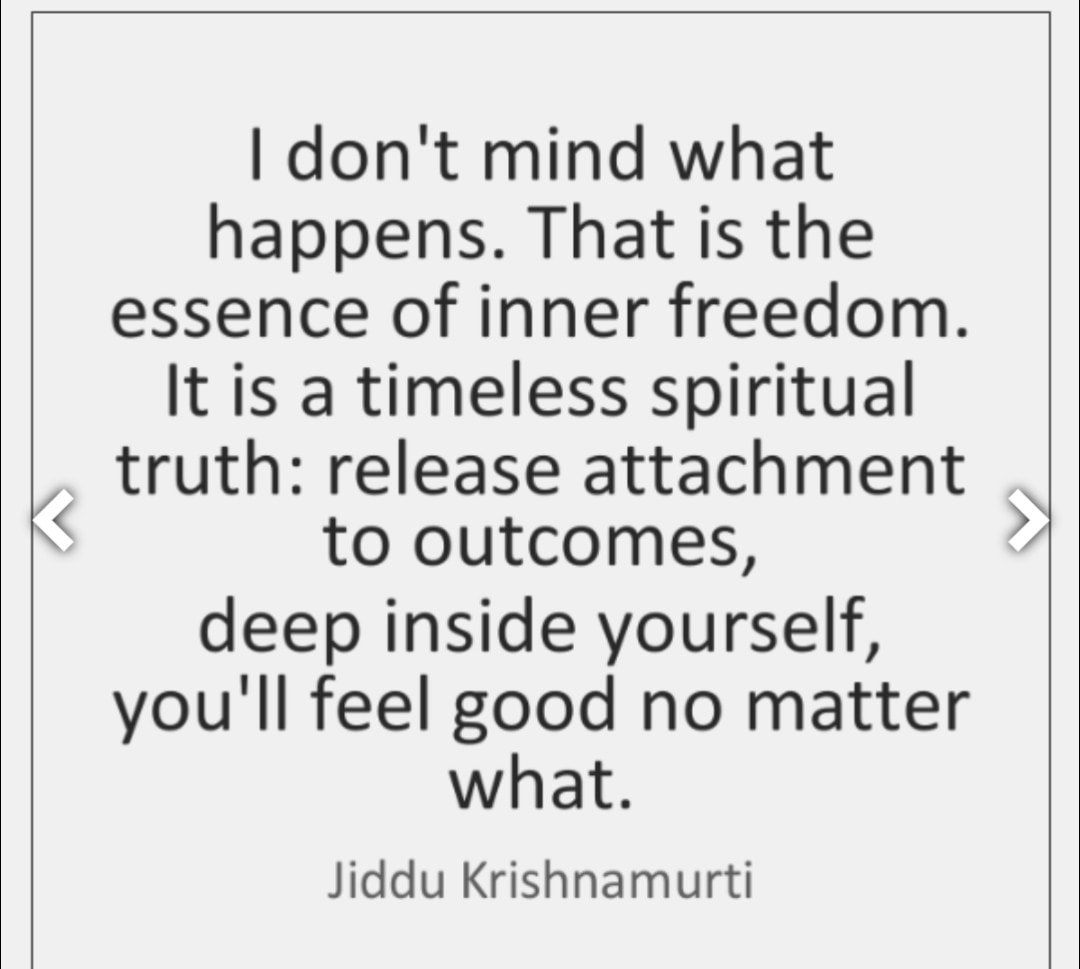 I don't mind what
happens. That is the
essence of inner freedom.
It is a timeless spiritual
truth: release attachment
to outcomes,
deep inside yourself,
you'll feel good no matter
what.
Jiddu Krishnamurti